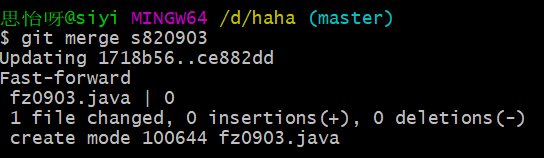 思怡呀@siyi MINGW64 /d/haha (master)
$ git merge s820903
Updating 1718b56..ce882dd
Fast-forward
 fz0903.java | 0
 1 file changed, 0 insertions(+), 0 deletions(-)
 create mode 100644 fz0903.java